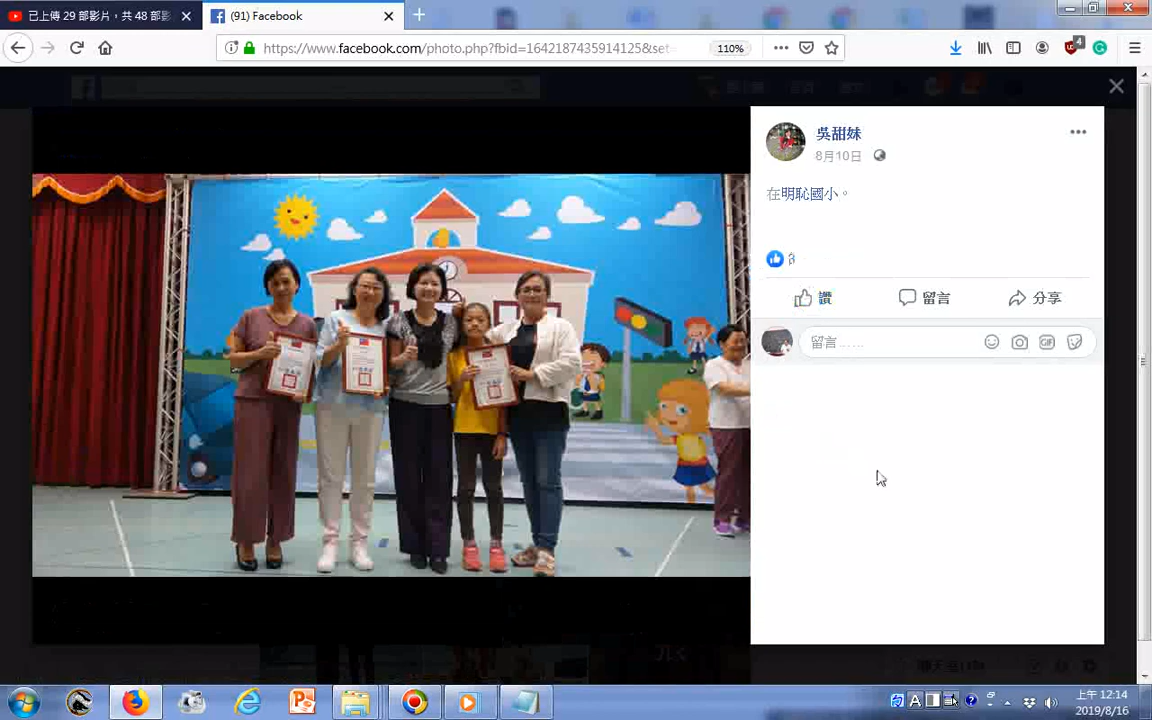 已上傳 29 部影片，共 48 部影
(91) Facebook
https://www.facebook.com/photo.php?fbid=1642187435914125&set=
110%
4
吳甜妹
8月10日
在明恥國小。
讚
留言
分享
留言……
GIF
A
上午 12:14
2019/8/16